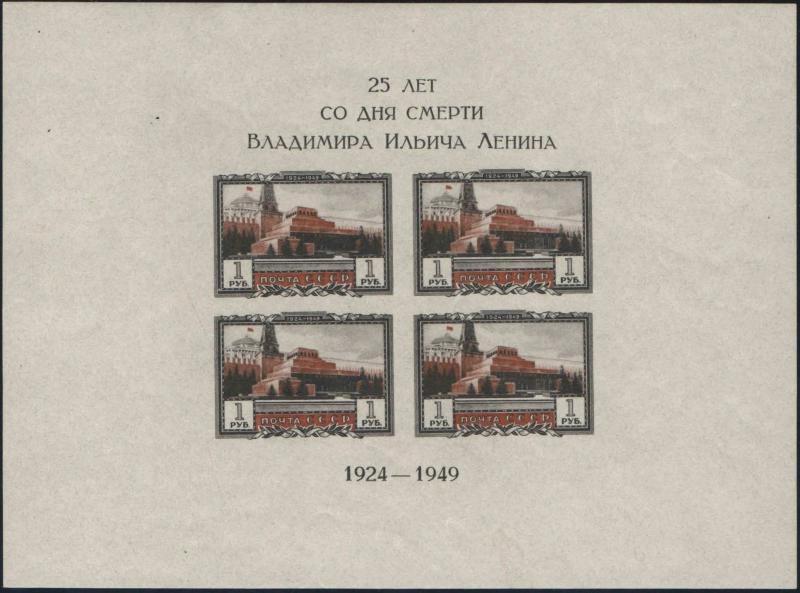 25 ЛЕТ
СО ДНЯ СМЕРТИ
ВЛАДИМИРА ИЛЬИЧА ЛЕНИНА
1924-1949
1924-1949
1 РУБ. ПОЧТА СССР 1 РУБ.
1 РУБ. ПОЧТА СССР 1 РУБ.
1924-1949
1924-1949
1 РУБ. ПОЧТА СССР 1 РУБ.
1 РУБ. ПОЧТА СССР 1 РУБ.
1924—1949